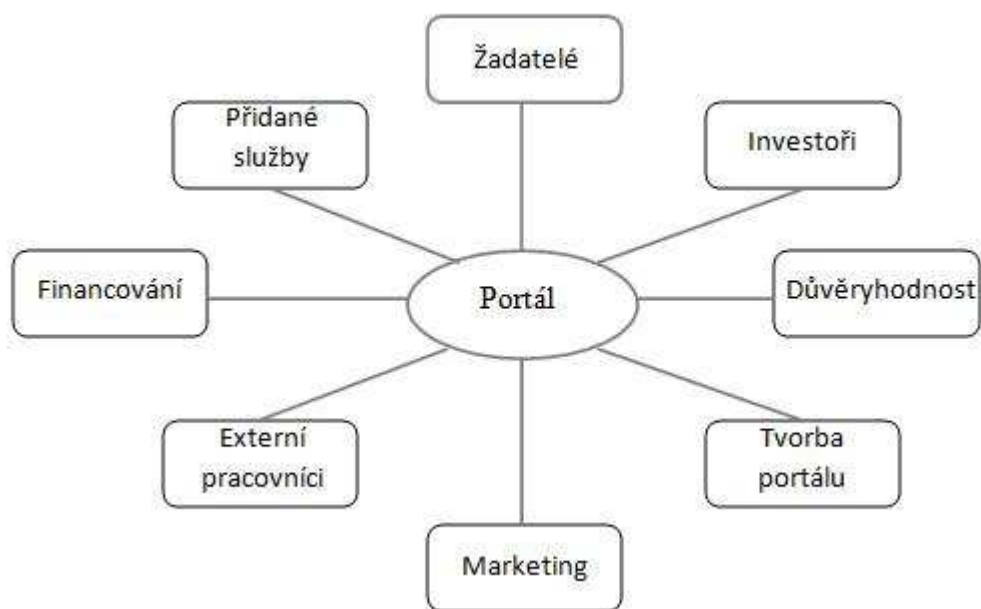 Žadatelé
Přidané
služby
Investoři
Financování
Portál
Důvěryhodnost
Externí
pracovníci
Tvorba
portálu
Marketing